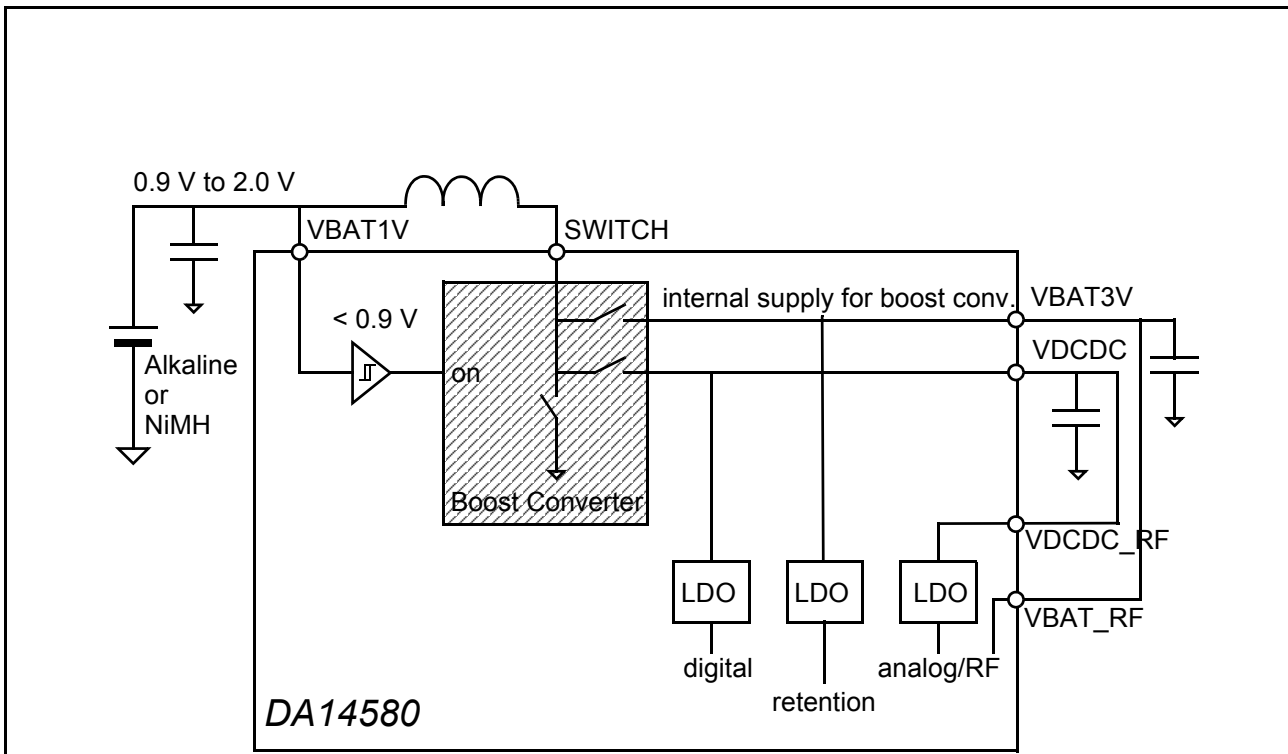 0.9 V to 2.0 V
VBAT1V
SWITCH
internal supply for boost conv.
VBAT3V
< 0.9 V
VDCDC
Alkaline
or
NiMH
on
Boost Converter
VDCDC_RF
LDO
LDO
LDO
VBAT_RF
digital
analog/RF
retention
DA14580